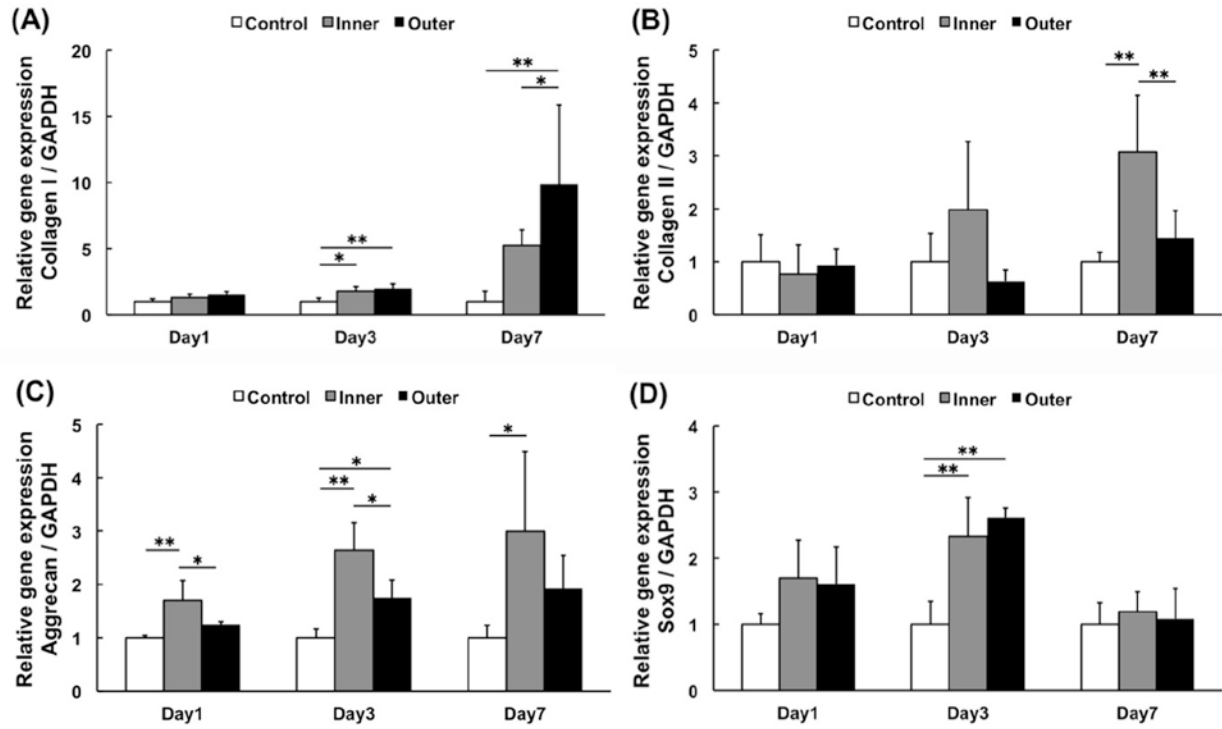 (A)
Control Inner Outer
Relative gene expression
Collagen I / GAPDH
20
15
10
5
0
** 
*
**
*
Day1 Day3 Day7
(B)
Control Inner Outer
Relative gene expression
Collagen II / GAPDH
5
4
3
2
1
0
**
**
Day1 Day3 Day7
(C)
Control Inner Outer
Relative gene expression
Aggrecan / GAPDH
5
4
3
2
1
0
**
*
*
**
*
*
Day1 Day3 Day7
(D)
Control Inner Outer
Relative gene expression
Sox9 / GAPDH
4
3
2
1
0
**
**
Day1 Day3 Day7